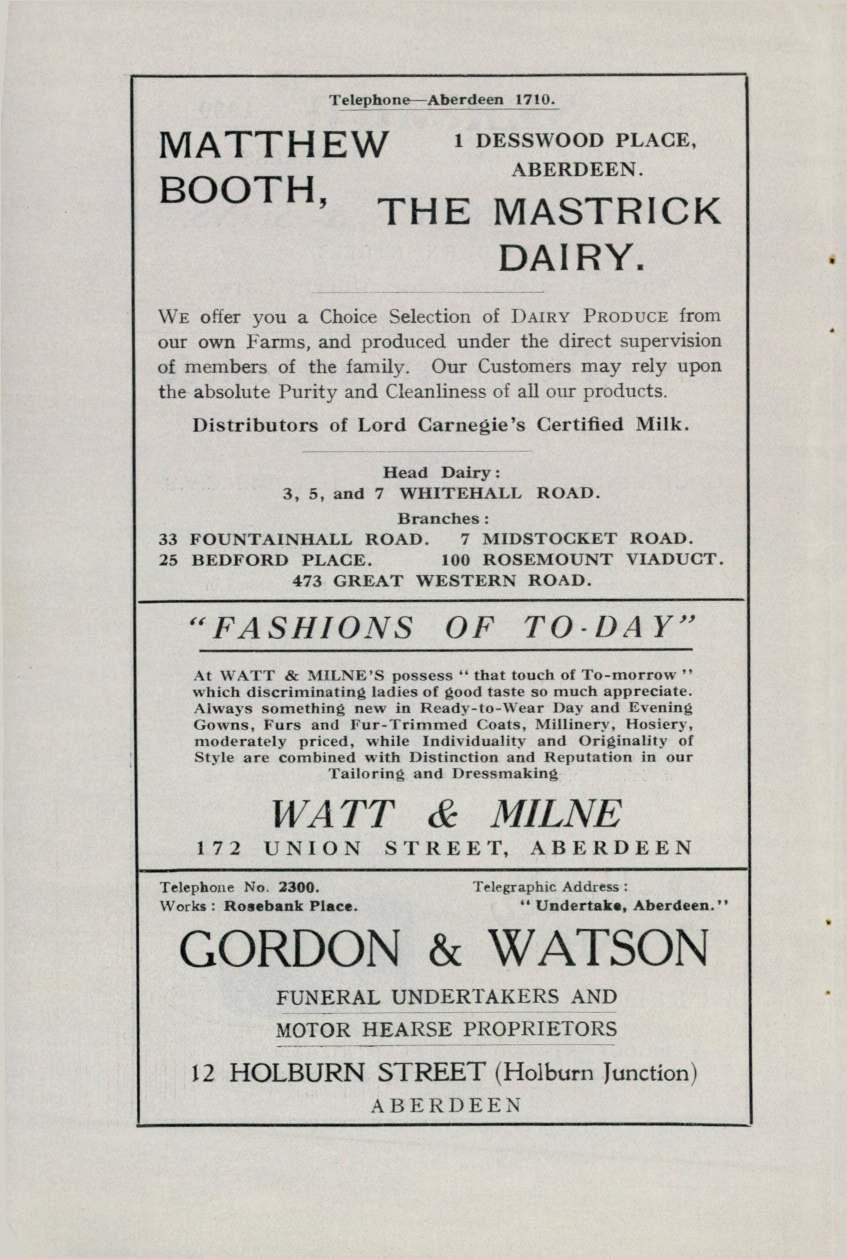 Telephone—Aberdeen 1710.
MATTHEW BOOTH,
1 DESSWOOD PLACE,
ABERDEEN.
THE MASTRICK
DAIRY.
WE offer you a Choice Selection of DAIRY PRODUCE from
our own Farms, and produced under the direct supervision
of members of the family. Our Customers may rely upon
the absolute Purity and Cleanliness of all our products.
Distributors of Lord Carnegie's Certified Milk.
Head Dairy:
3, 5, and 7 WHITEHALL ROAD.
Branches:
33 FOUNTAINHALL ROAD. 7 MIDSTOCKET ROAD.
25 BEDFORD PLACE. 100 ROSEMOUNT VIADUCT.
473 GREAT WESTERN ROAD.
"FASHIONS OF TO-DAY"
At WATT & MILNE'S possess "that touch of To-morrow"
which discriminating ladies of good taste so much appreciate.
Always something new in Ready-to-Wear Day and Evening
Gowns, Furs and Fur-Trimmed Coats, Millinery, Hosiery,
moderately priced, while Individuality and Originality of
Style are combined with Distinction and Reputation in our
Tailoring and Dressmaking
WATT & MILNE
172 UNION STREET, ABERDEEN
Telephone No. 2300. Telegraphic Address:
Works: Rosebank Place. "Undertake, Aberdeen."
GORDON & WATSON
FUNERAL UNDERTAKERS AND
MOTOR HEARSE PROPRIETORS
12 HOLBURN STREET (Holburn Junction)
ABERDEEN